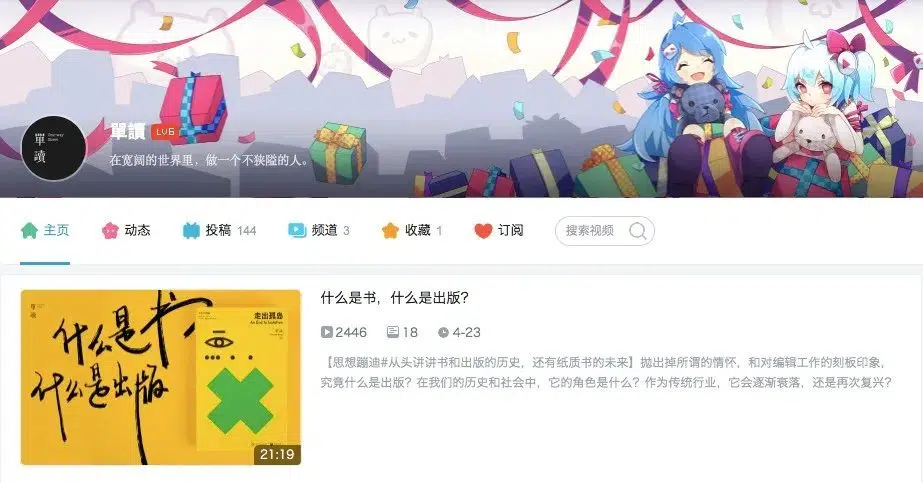 單讀 LV6
單讀
在宽阔的世界里，做一个不狭隘的人。
主页 动态 投稿 144 频道 3 收藏 1 订阅 搜索视频
什么是书，什么是出版？
2446 18 4-23
【思想蹦迪#从头讲讲书和出版的历史，还有纸质书的未来】抛出掉所谓的情怀，和对编辑工作的刻板印象，
究竟什么是出版？在我们的历史和社会中，它的角色是什么？作为传统行业，它会逐渐衰落，还是再次复兴？
單讀
什么是书
什么是出版
走出孤岛
An End to Isolation
21:19